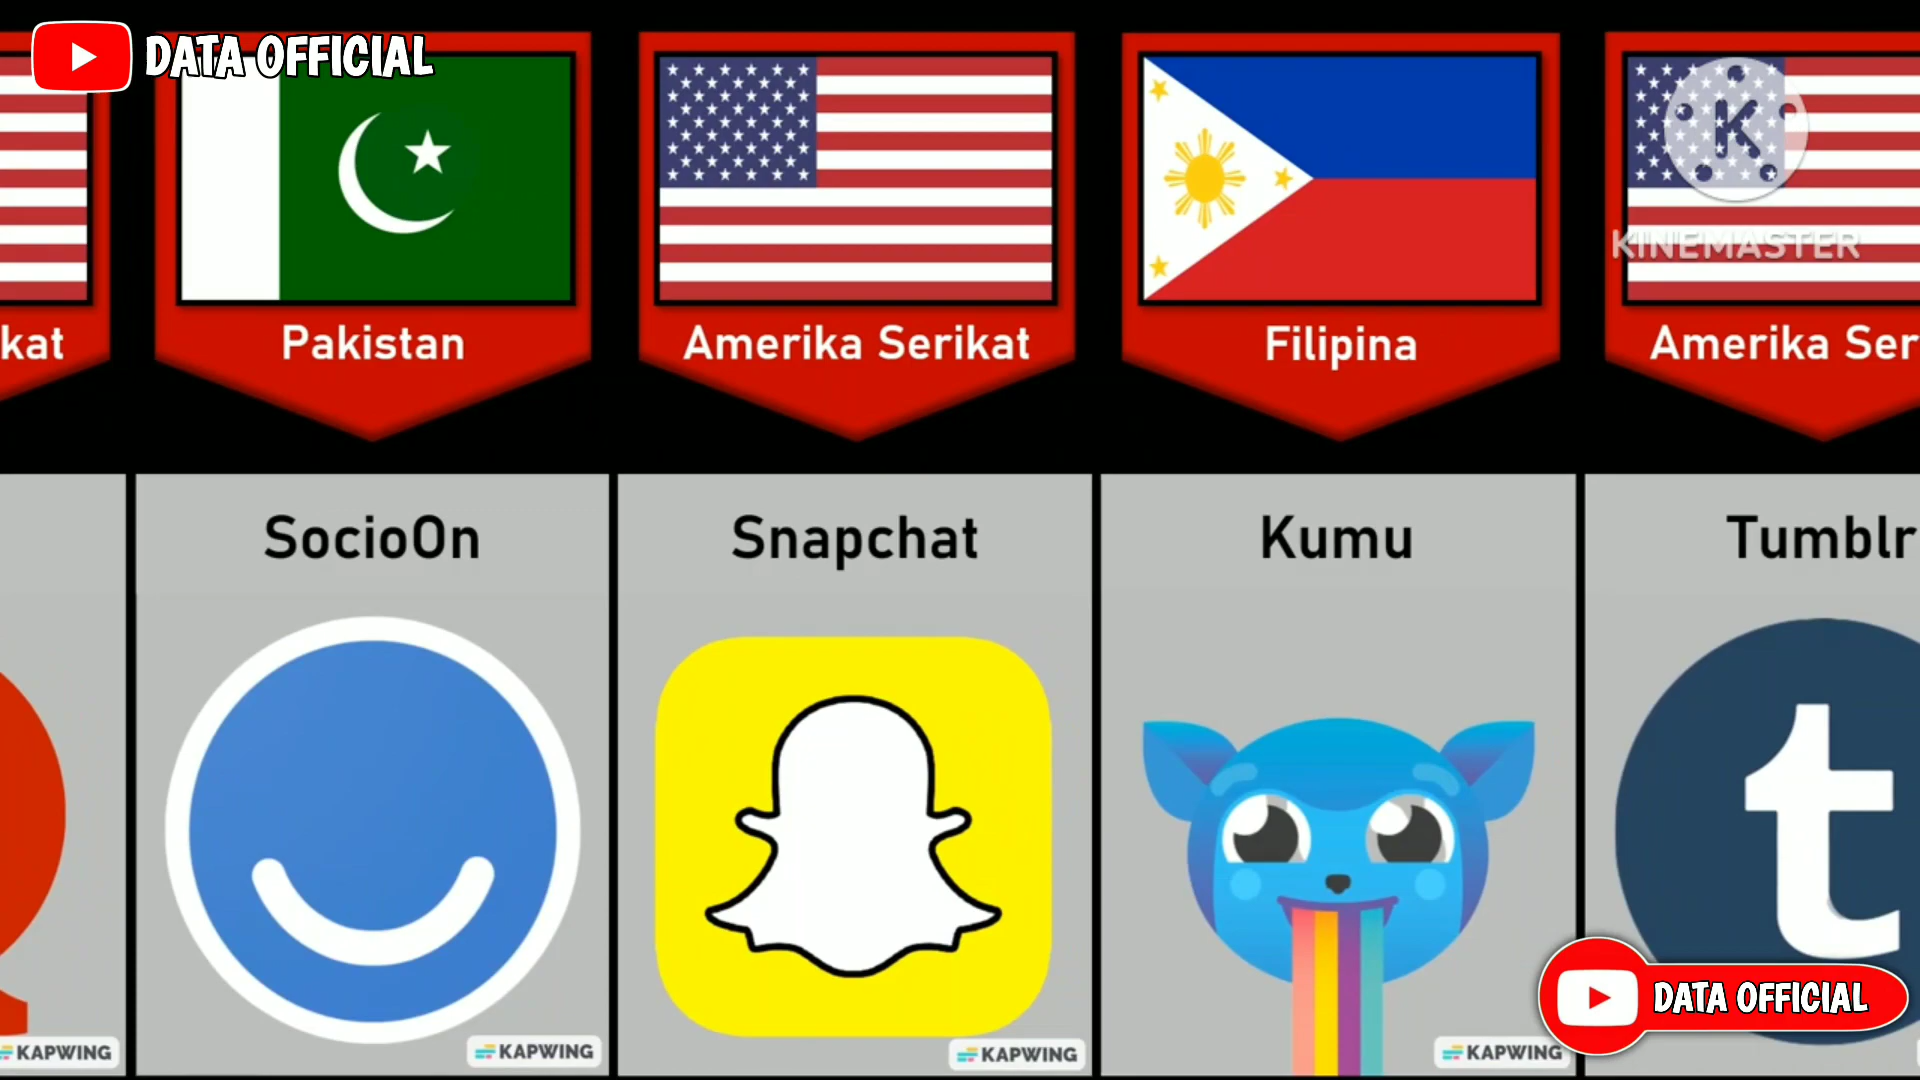 DATA OFFICIAL
kat
Pakistan
Amerika Serikat
Filipina
Amerika Ser
K
KINEMASTER
SocioOn
Snapchat
Kumu
Tumblr
t
KAPWING
KAPWING
KAPWING
KAPWING
DATA OFFICIAL